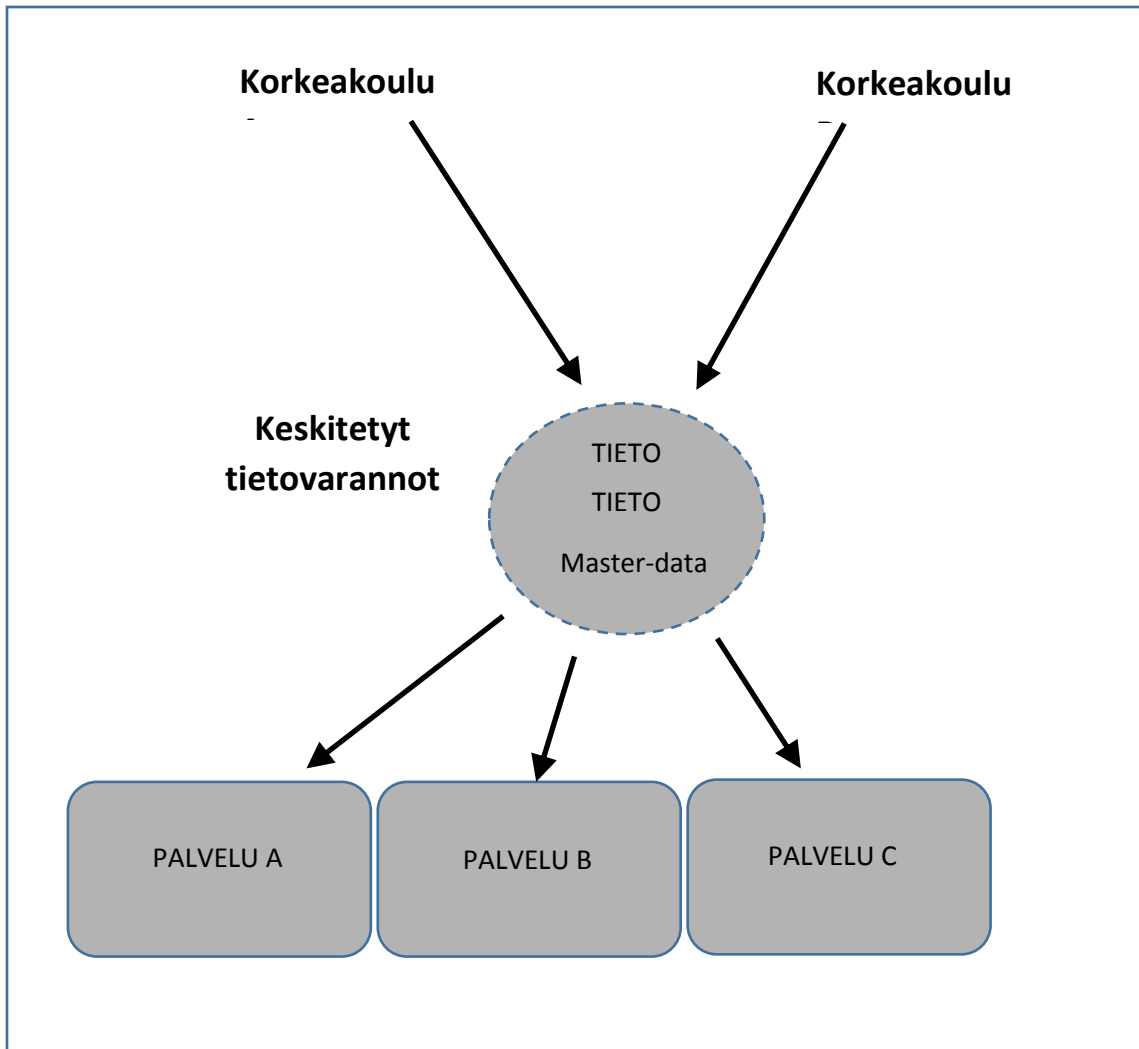 Korkeakoulu
Korkeakoulu
Keskitetyt
tietovarannot
TIETO
TIETO
Master-data
PALVELU A
PALVELU B
PALVELU C